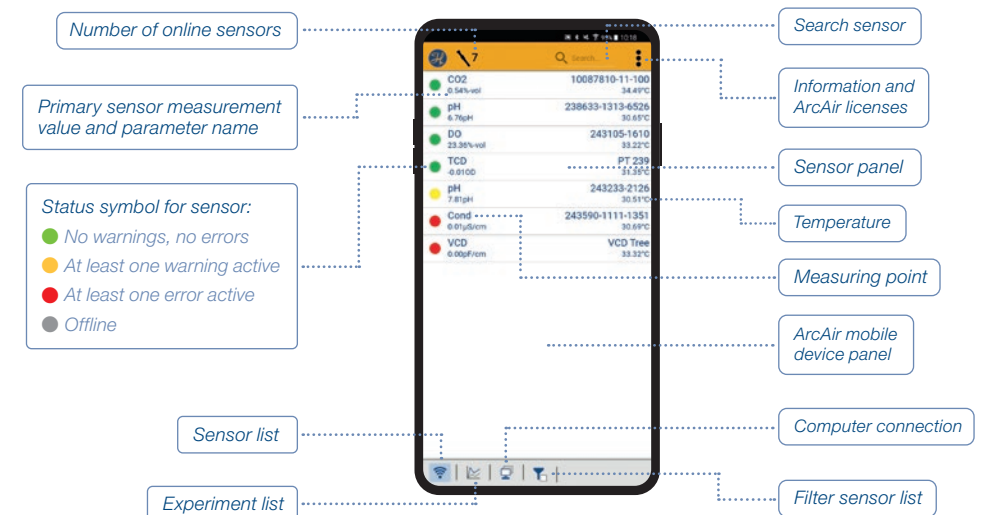 Number of online sensors
Primary sensor measurement
value and parameter name
Status symbol for sensor:
No warnings, no errors
At least one warning active
At least one error active
Offline
Sensor list
Experiment list
10:18
7
Search...
CO2
10087810-11-100
0.54%-vol
34.49°C
pH
238633-1313-6526
6.76pH
30.65°C
DO
243105-1610
23.36%-vol
33.22°C
TCD
PT 239
-0.01OD
31.35°C
pH
243233-2126
7.81pH
30.51°C
Cond
243590-1111-1351
0.01µS/cm
30.69°C
VCD
VCD Tree
0.00pF/cm
33.32°C
Search sensor
Information and
ArcAir licenses
Sensor panel
Temperature
Measuring point
ArcAir mobile
device panel
Computer connection
Filter sensor list